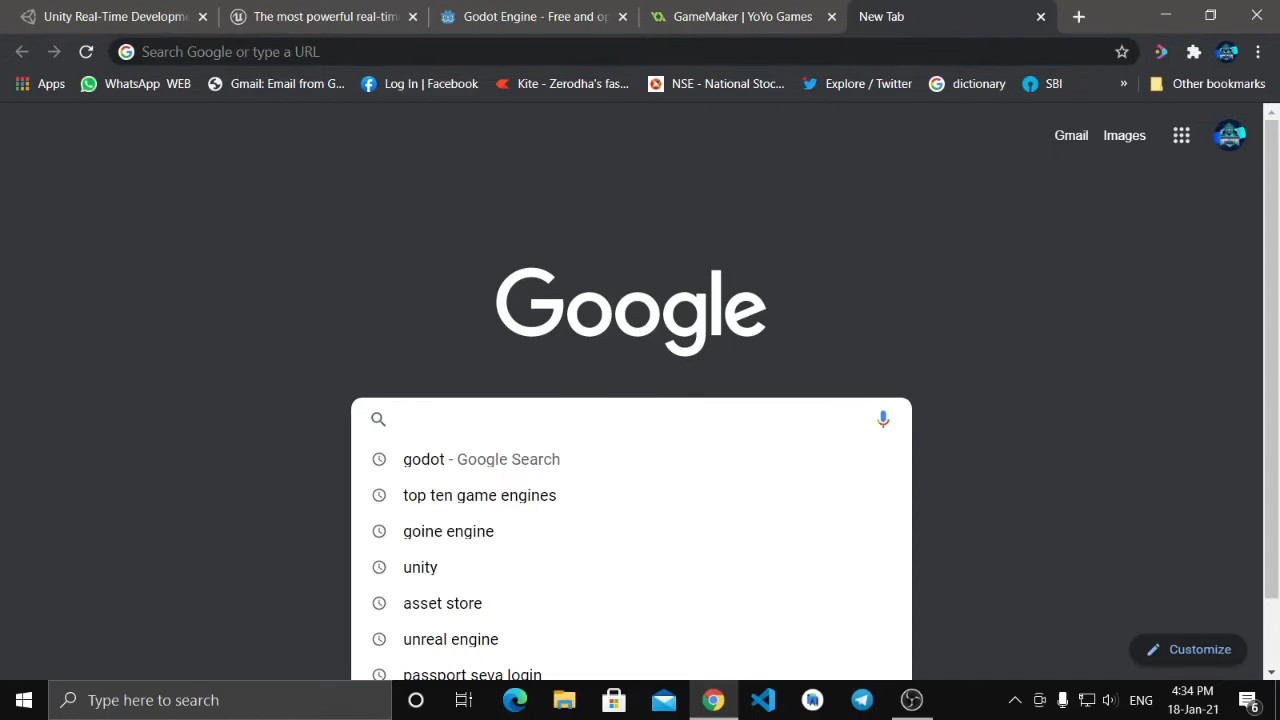 Unity Real-Time Developme
The most powerful real-tim
Godot Engine - Free and op
GameMaker | YoYo Games
New Tab
Search Google or type a URL
Apps
WhatsApp WEB
Gmail: Email from G...
Log In | Facebook
Kite - Zerodha's fas...
NSE - National Stoc...
Explore / Twitter
dictionary
SBI
»
Other bookmarks
Gmail
Images
Google
godot - Google Search
top ten game engines
goine engine
unity
asset store
unreal engine
passport seva login
Customize
Type here to search
ENG
4:34 PM
18-Jan-21
6